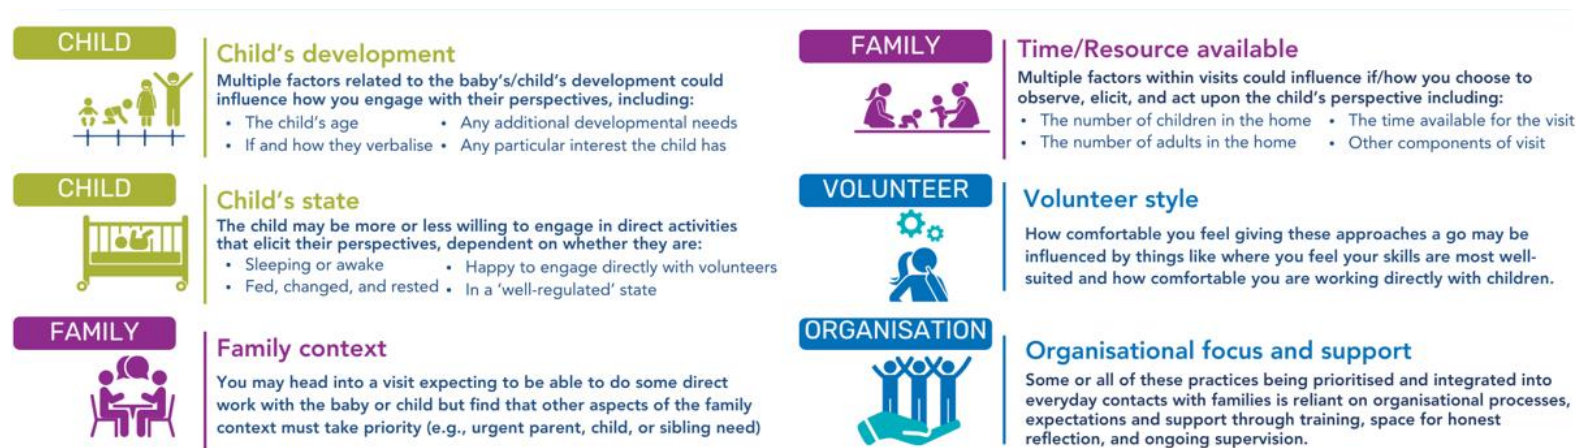 CHILD
Child's development
Multiple factors related to the baby's/child's development could
influence how you engage with their perspectives, including:
• The child's age
• Any additional developmental needs
• If and how they verbalise
• Any particular interest the child has
CHILD
Child's state
The child may be more or less willing to engage in direct activities
that elicit their perspectives, dependent on whether they are:
• Sleeping or awake
• Happy to engage directly with volunteers
• Fed, changed, and rested
• In a 'well-regulated' state
FAMILY
Family context
You may head into a visit expecting to be able to do some direct
work with the baby or child but find that other aspects of the family
context must take priority (e.g., urgent parent, child, or sibling need)
FAMILY
Time/Resource available
Multiple factors within visits could influence if/how you choose to
observe, elicit, and act upon the child's perspective including:
• The number of children in the home
• The time available for the visit
• The number of adults in the home
• Other components of visit
VOLUNTEER
Volunteer style
How comfortable you feel giving these approaches a go may be
influenced by things like where you feel your skills are most well-
suited and how comfortable you are working directly with children.
ORGANISATION
Organisational focus and support
Some or all of these practices being prioritised and integrated into
everyday contacts with families is reliant on organisational processes,
expectations and support through training, space for honest
reflection, and ongoing supervision.